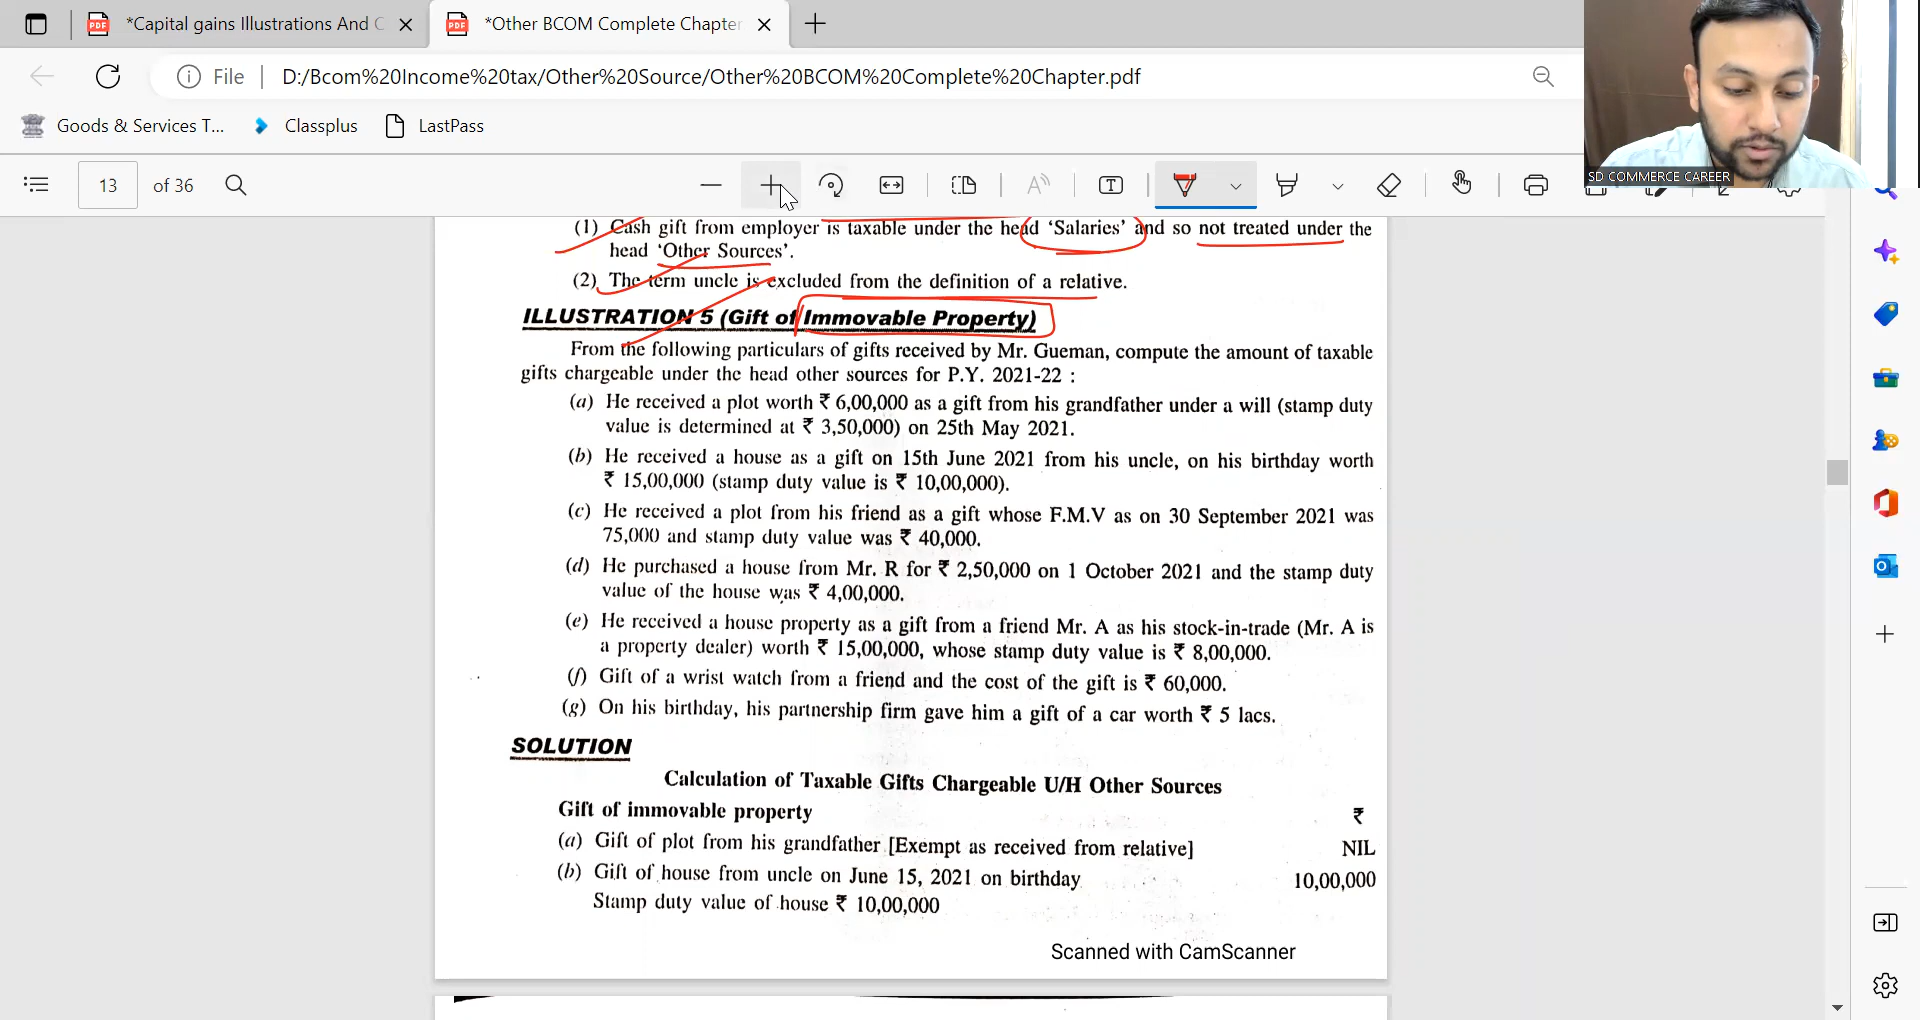 *Capital gains Illustrations And C
*Other BCOM Complete Chapter
File
D:/Bcom%20Income%20tax/Other%20Source/Other%20BCOM%20Complete%20Chapter.pdf
Goods & Services T...
Classplus
LastPass
SD COMMERCE CAREER
13 of 36
(1) Cash gift from employer is taxable under the head 'Salaries' and so not treated under the
head 'Other Sources'.
(2) The term uncle is excluded from the definition of a relative.
ILLUSTRATION 5 (Gift of Immovable Property)
From the following particulars of gifts received by Mr. Gueman, compute the amount of taxable
gifts chargeable under the head other sources for P.Y. 2021-22 :
(a) He received a plot worth ₹ 6,00,000 as a gift from his grandfather under a will (stamp duty
value is determined at ₹ 3,50,000) on 25th May 2021.
(b) He received a house as a gift on 15th June 2021 from his uncle, on his birthday worth
₹ 15,00,000 (stamp duty value is ₹ 10,00,000).
(c) He received a plot from his friend as a gift whose F.M.V as on 30 September 2021 was
75,000 and stamp duty value was ₹ 40,000.
(d) He purchased a house from Mr. R for ₹ 2,50,000 on 1 October 2021 and the stamp duty
value of the house was ₹ 4,00,000.
(e) He received a house property as a gift from a friend Mr. A as his stock-in-trade (Mr. A is
a property dealer) worth ₹ 15,00,000, whose stamp duty value is ₹ 8,00,000.
(f) Gift of a wrist watch from a friend and the cost of the gift is ₹ 60,000.
(g) On his birthday, his partnership firm gave him a gift of a car worth ₹ 5 lacs.
SOLUTION
Calculation of Taxable Gifts Chargeable U/H Other Sources
Gift of immovable property ₹
(a) Gift of plot from his grandfather [Exempt as received from relative] NIL
(b) Gift of house from uncle on June 15, 2021 on birthday 10,00,000
Stamp duty value of house ₹ 10,00,000
Scanned with CamScanner